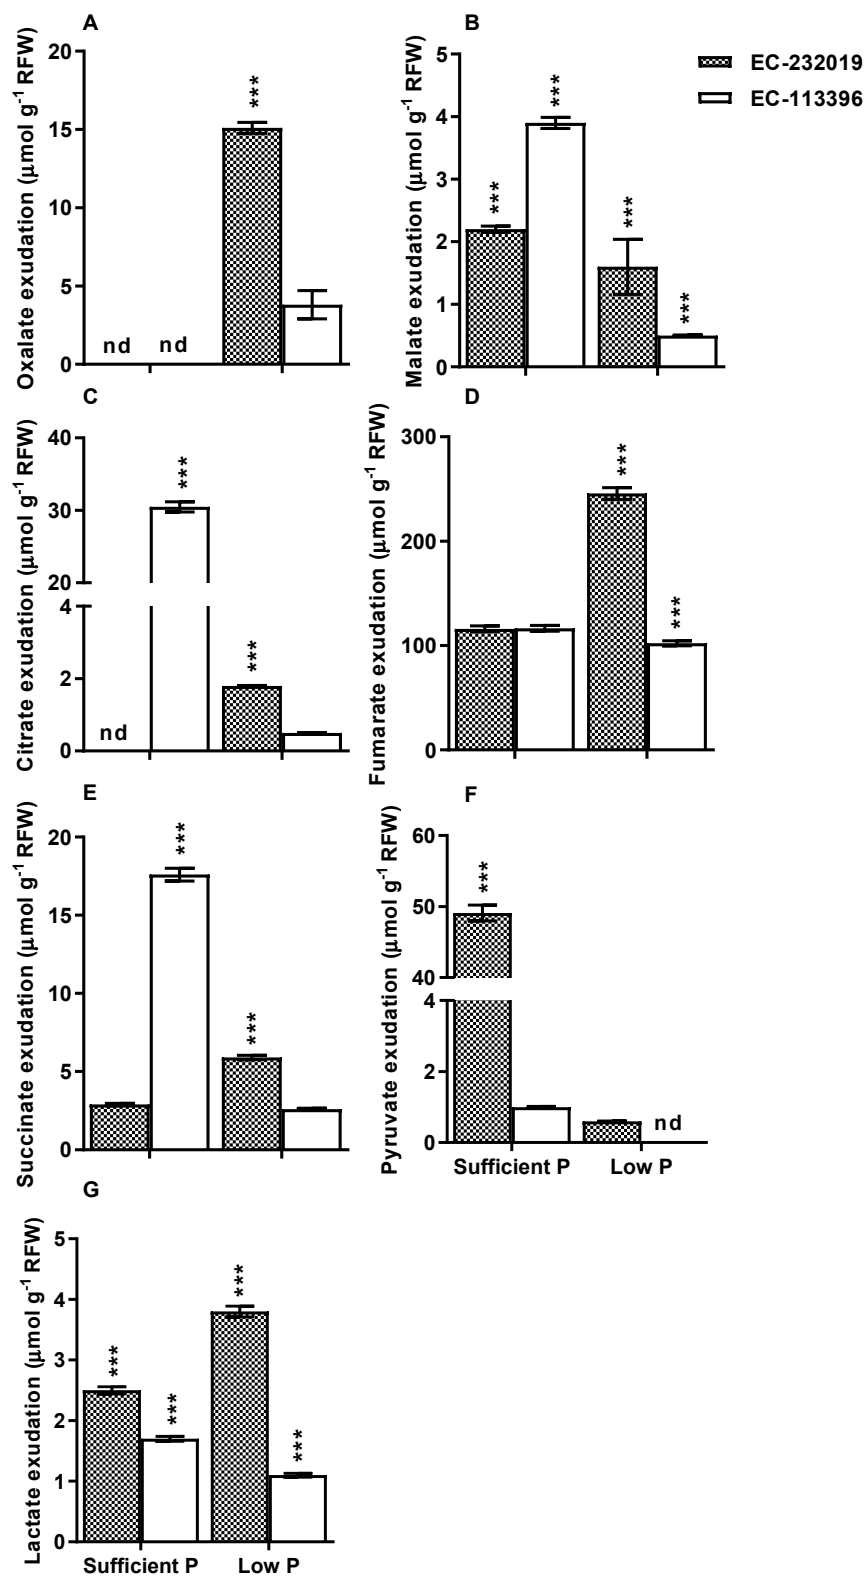 A
Oxalate exudation (μmol g⁻¹ RFW)
20
15
10
5
0
nd
nd
***
B
Malate exudation (μmol g⁻¹ RFW)
5
4
3
2
1
0
***
***
***
***
EC-232019
EC-113396
C
Citrate exudation (μmol g⁻¹ RFW)
40
30
20
4
2
0
nd
***
***
D
Fumarate exudation (μmol g⁻¹ RFW)
300
200
100
0
***
***
E
Succinate exudation (μmol g⁻¹ RFW)
20
15
10
5
0
***
***
F
Pyruvate exudation (μmol g⁻¹ RFW)
60
50
40
4
2
0
***
nd
Sufficient P
Low P
G
Lactate exudation (μmol g⁻¹ RFW)
5
4
3
2
1
0
***
***
***
***
Sufficient P
Low P